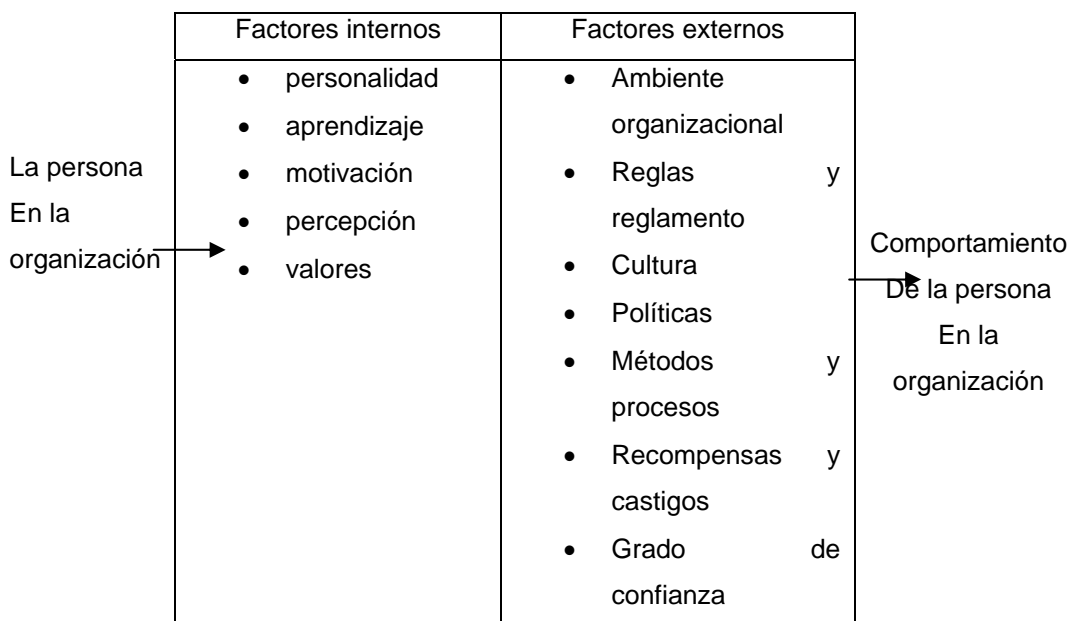 Factores internos
Factores externos
La persona
En la
organización
• personalidad
• aprendizaje
• motivación
• percepción
• valores
• Ambiente
organizacional
• Reglas y
reglamento
• Cultura
• Políticas
• Métodos y
procesos
• Recompensas y
castigos
• Grado de
confianza
Comportamiento
De la persona
En la
organización